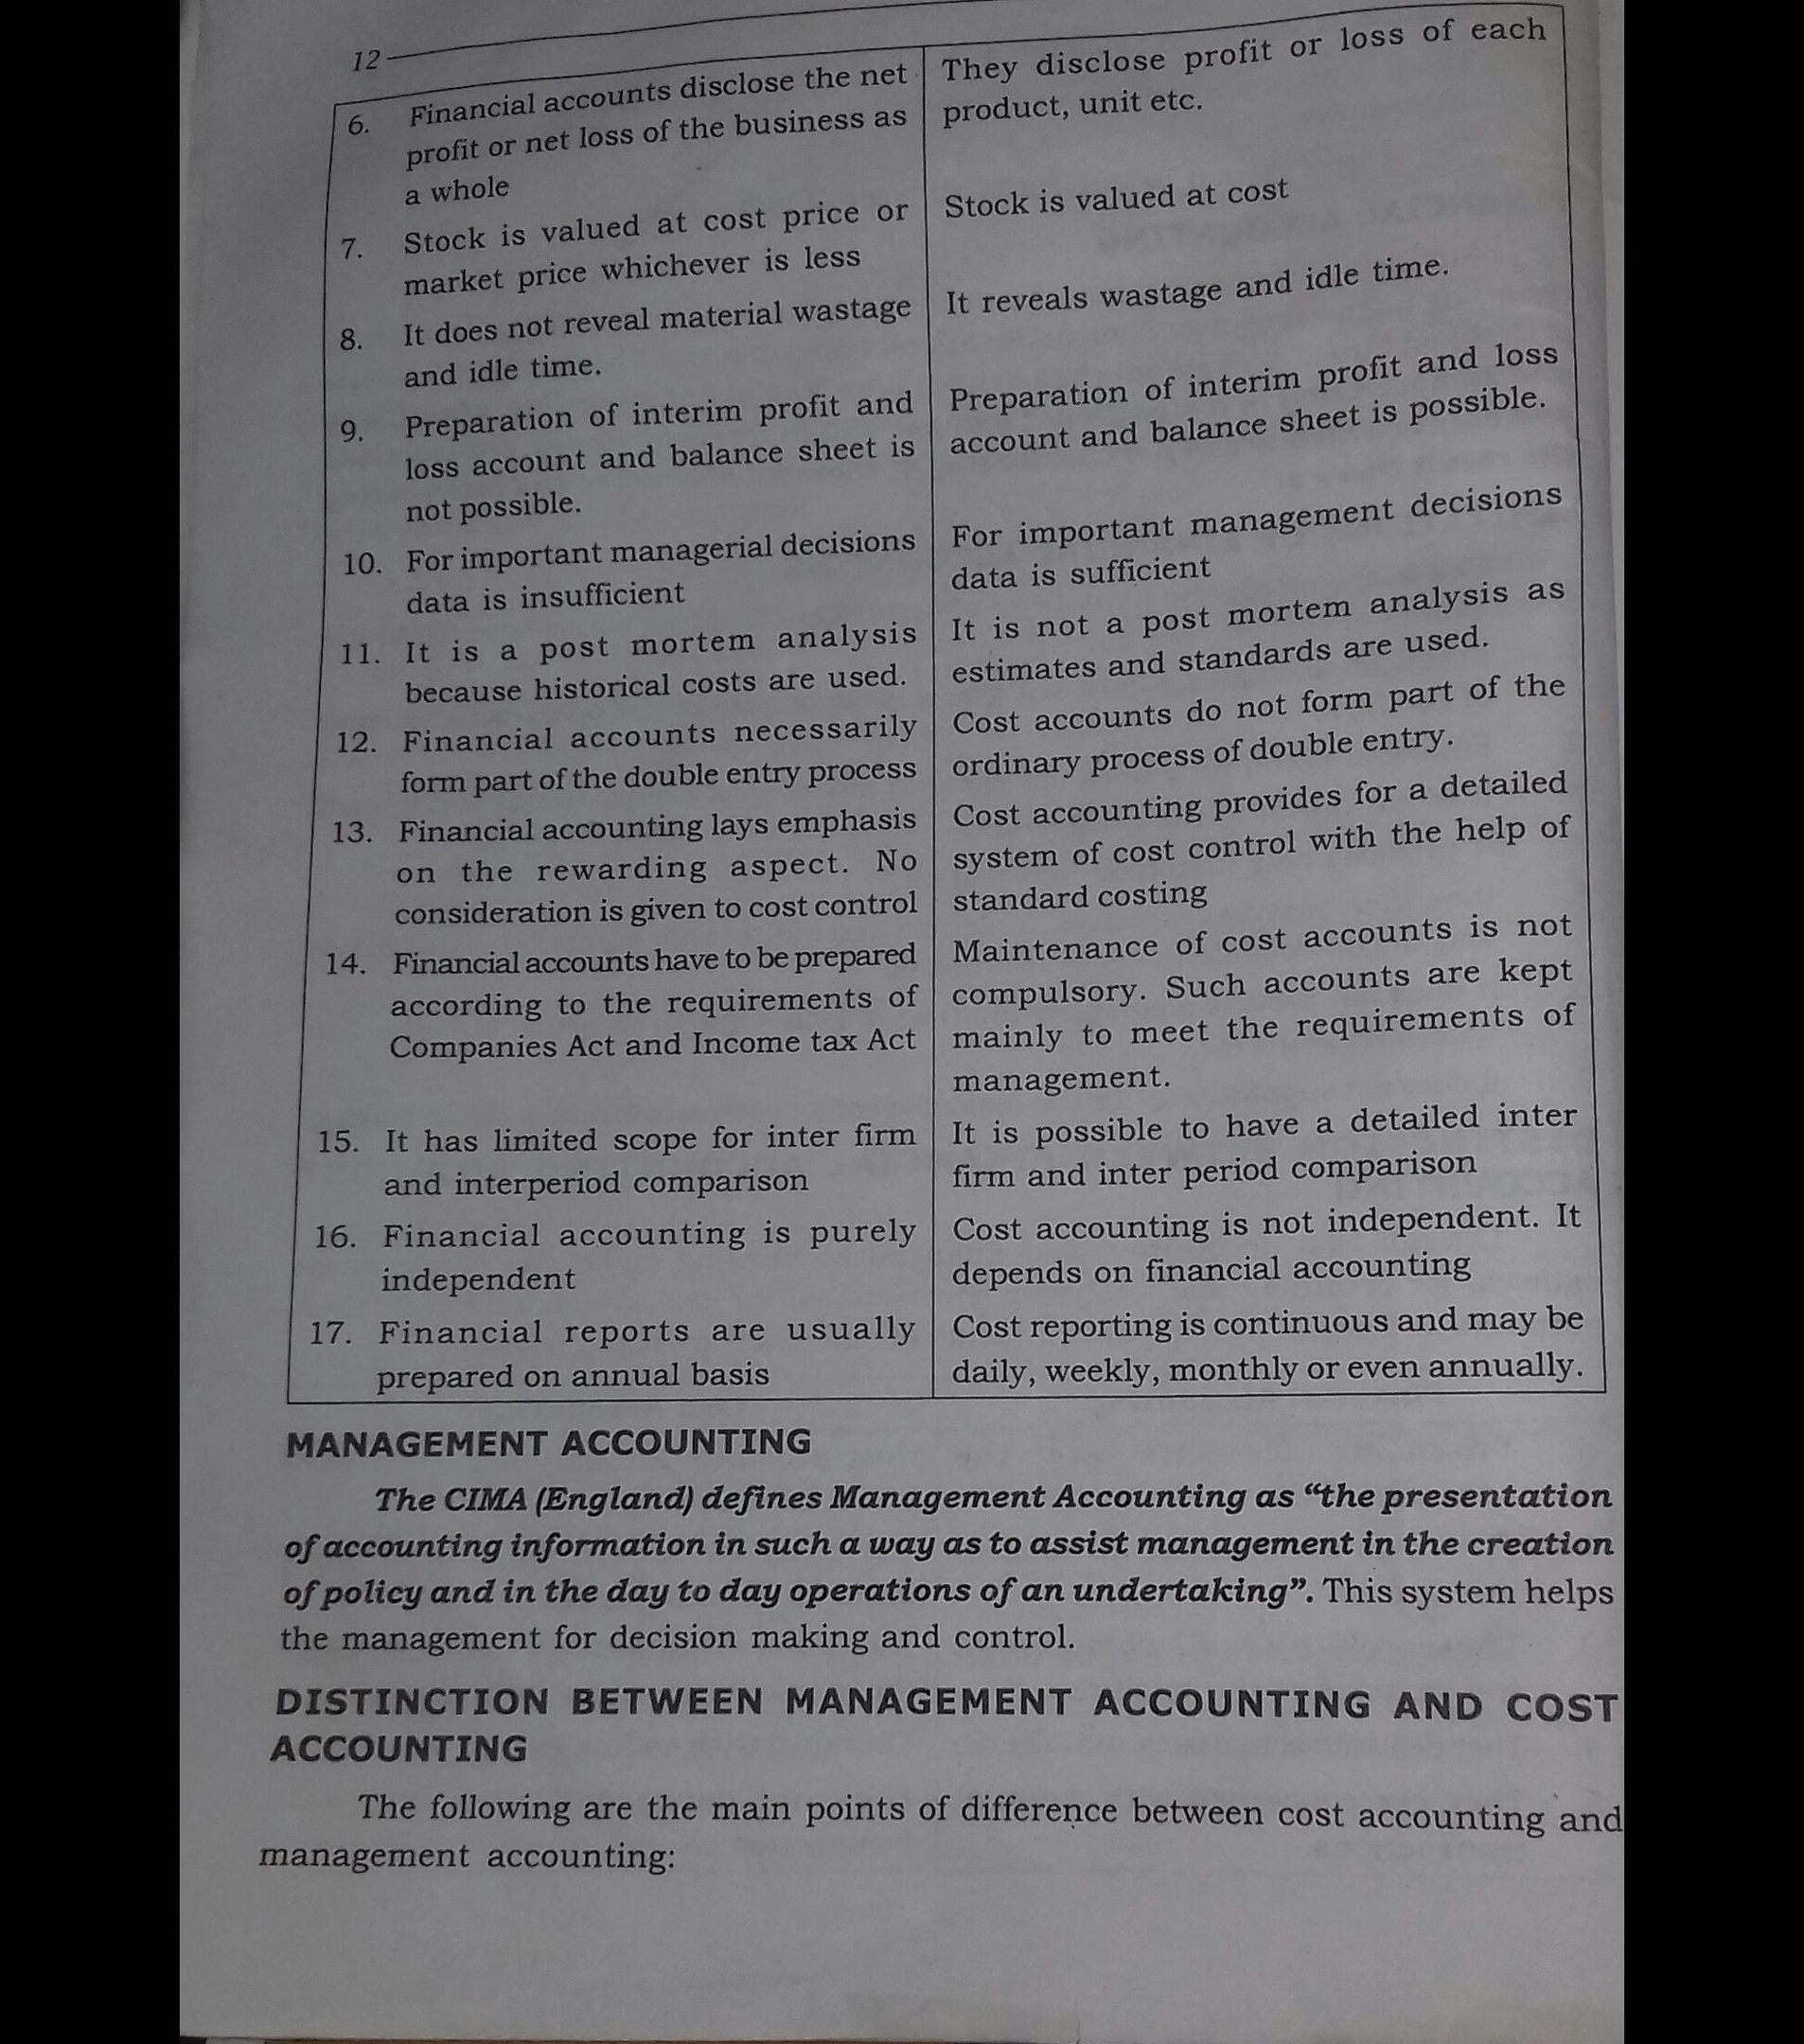 12
6. Financial accounts disclose the net
profit or net loss of the business as
a whole
They disclose profit or loss of each
product, unit etc.
7. Stock is valued at cost price or
market price whichever is less
Stock is valued at cost
8. It does not reveal material wastage
and idle time.
It reveals wastage and idle time.
9. Preparation of interim profit and
loss account and balance sheet is
not possible.
Preparation of interim profit and loss
account and balance sheet is possible.
10. For important managerial decisions
data is insufficient
For important management decisions
data is sufficient
11. It is a post mortem analysis
because historical costs are used.
It is not a post mortem analysis as
estimates and standards are used.
12. Financial accounts necessarily
form part of the double entry process
Cost accounts do not form part of the
ordinary process of double entry.
13. Financial accounting lays emphasis
on the rewarding aspect. No
consideration is given to cost control
Cost accounting provides for a detailed
system of cost control with the help of
standard costing
14. Financial accounts have to be prepared
according to the requirements of
Companies Act and Income tax Act
Maintenance of cost accounts is not
compulsory. Such accounts are kept
mainly to meet the requirements of
management.
15. It has limited scope for inter firm
and interperiod comparison
It is possible to have a detailed inter
firm and inter period comparison
16. Financial accounting is purely
independent
Cost accounting is not independent. It
depends on financial accounting
17. Financial reports are usually
prepared on annual basis
Cost reporting is continuous and may be
daily, weekly, monthly or even annually.
MANAGEMENT ACCOUNTING
The CIMA (England) defines Management Accounting as “the presentation
of accounting information in such a way as to assist management in the creation
of policy and in the day to day operations of an undertaking”. This system helps
the management for decision making and control.
DISTINCTION BETWEEN MANAGEMENT ACCOUNTING AND COST
ACCOUNTING
The following are the main points of difference between cost accounting and
management accounting: